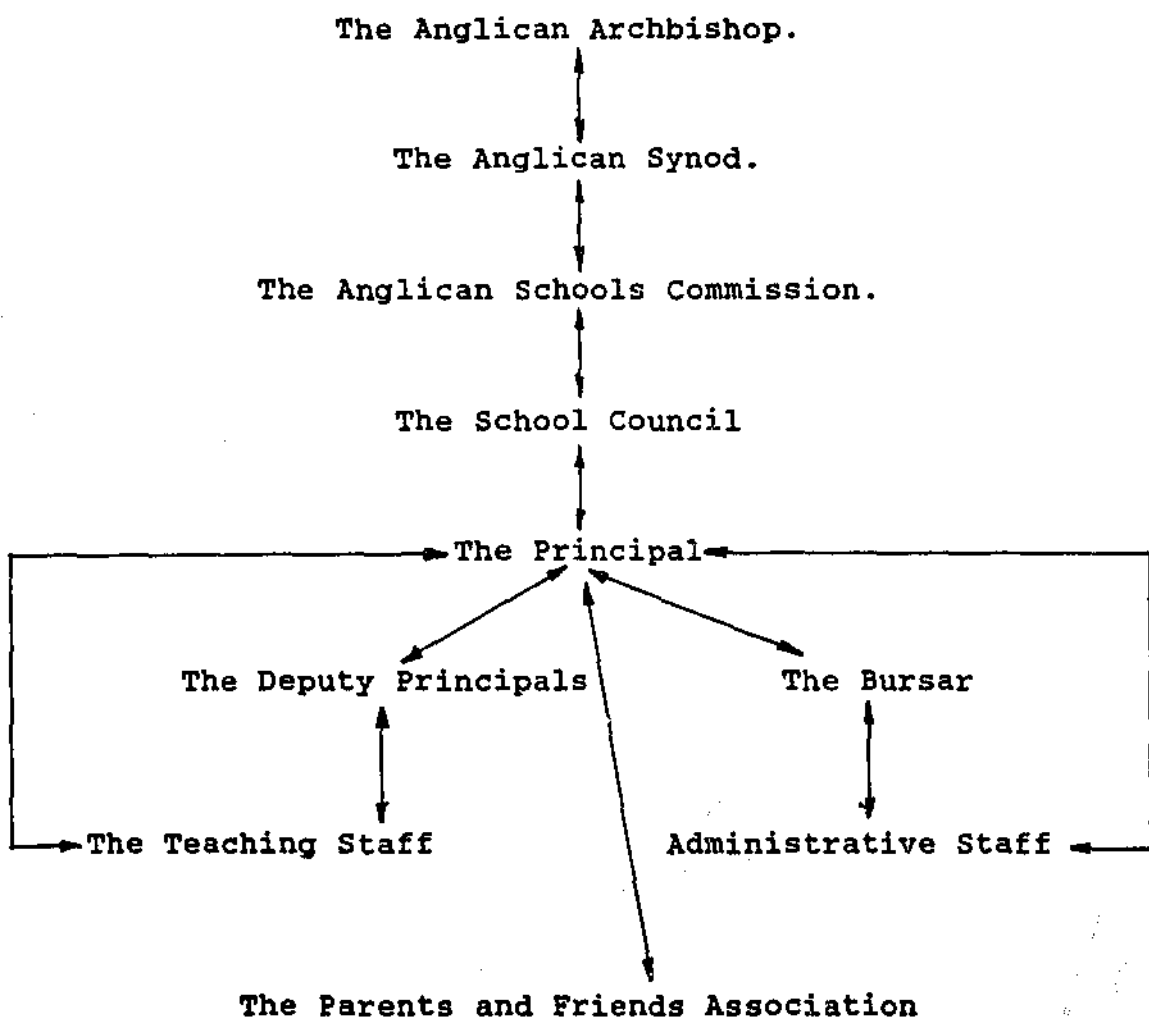 The Anglican Archbishop.
The Anglican Synod.
The Anglican Schools Commission.
The School Council
The Principal
The Deputy Principals
The Bursar
The Teaching Staff
Administrative Staff
The Parents and Friends Association